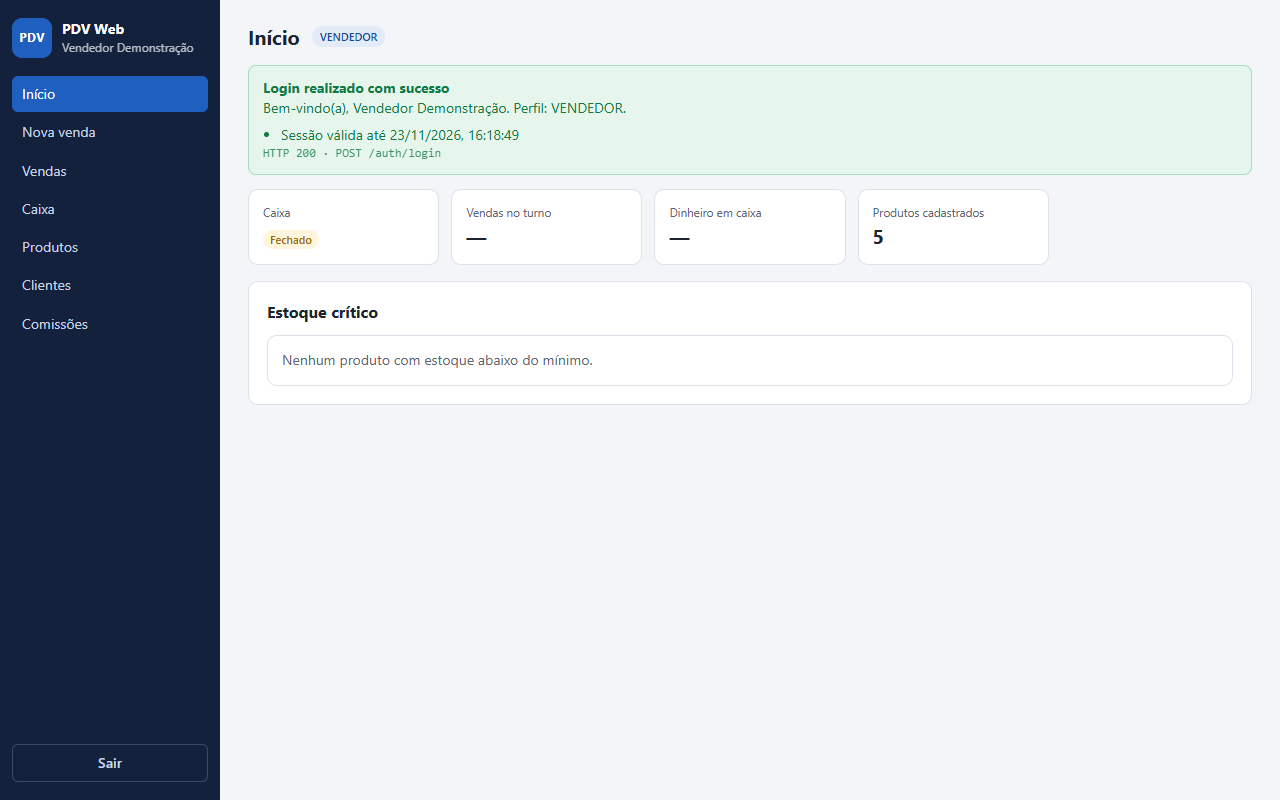 PDV
PDV Web
Vendedor Demonstração
Início
Nova venda
Vendas
Caixa
Produtos
Clientes
Comissões
Sair
Início
VENDEDOR
Login realizado com sucesso
Bem-vindo(a), Vendedor Demonstração. Perfil: VENDEDOR.
• Sessão válida até 23/11/2026, 16:18:49
HTTP 200 · POST /auth/login
Caixa
Fechado
Vendas no turno
—
Dinheiro em caixa
—
Produtos cadastrados
5
Estoque crítico
Nenhum produto com estoque abaixo do mínimo.